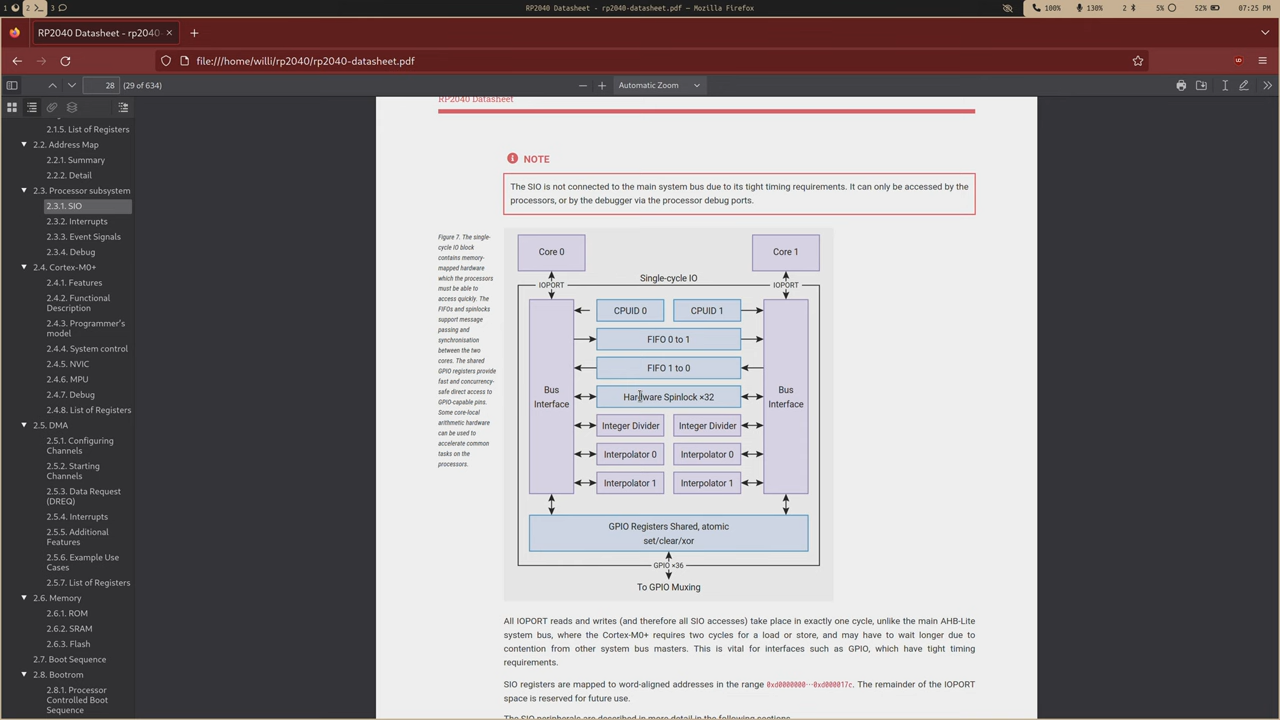 1 2 3
RP2040 Datasheet - rp2040-datasheet.pdf — Mozilla Firefox
100% 130% 2 5% 52% 07:25 PM
RP2040 Datasheet - rp2040-
file:///home/willi/rp2040/rp2040-datasheet.pdf
28 (29 of 634)
Automatic Zoom
2.1.5. List of Registers
2.2. Address Map
2.2.1. Summary
2.2.2. Detail
2.3. Processor subsystem
2.3.1. SIO
2.3.2. Interrupts
2.3.3. Event Signals
2.3.4. Debug
2.4. Cortex-M0+
2.4.1. Features
2.4.2. Functional
Description
2.4.3. Programmer's
model
2.4.4. System control
2.4.5. NVIC
2.4.6. MPU
2.4.7. Debug
2.4.8. List of Registers
2.5. DMA
2.5.1. Configuring
Channels
2.5.2. Starting
Channels
2.5.3. Data Request
(DREQ)
2.5.4. Interrupts
2.5.5. Additional
Features
2.5.6. Example Use
Cases
2.5.7. List of Registers
2.6. Memory
2.6.1. ROM
2.6.2. SRAM
2.6.3. Flash
2.7. Boot Sequence
2.8. Bootrom
2.8.1. Processor
Controlled Boot
Sequence
RP2040 Datasheet
NOTE
The SIO is not connected to the main system bus due to its tight timing requirements. It can only be accessed by the
processors, or by the debugger via the processor debug ports.
Figure 7. The single-
cycle IO block
contains memory-
mapped hardware
which the processors
must be able to
access quickly. The
FIFOs and spinlocks
support message
passing and
synchronisation
between the two
cores. The shared
GPIO registers provide
fast and concurrency-
safe direct access to
GPIO-capable pins.
Some core-local
arithmetic hardware
can be used to
accelerate common
tasks on the
processors.
Core 0 Core 1
Single-cycle IO
IOPORT IOPORT
CPUID 0 CPUID 1
FIFO 0 to 1
FIFO 1 to 0
Bus
Interface
Hardware Spinlock ×32
Bus
Interface
Integer Divider Integer Divider
Interpolator 0 Interpolator 0
Interpolator 1 Interpolator 1
GPIO Registers Shared, atomic
set/clear/xor
GPIO ×36
To GPIO Muxing
All IOPORT reads and writes (and therefore all SIO accesses) take place in exactly one cycle, unlike the main AHB-Lite
system bus, where the Cortex-M0+ requires two cycles for a load or store, and may have to wait longer due to
contention from other system bus masters. This is vital for interfaces such as GPIO, which have tight timing
requirements.
SIO registers are mapped to word-aligned addresses in the range 0xd0000000…0xd000017c. The remainder of the IOPORT
space is reserved for future use.
The SIO peripherals are described in more detail in the following sections.